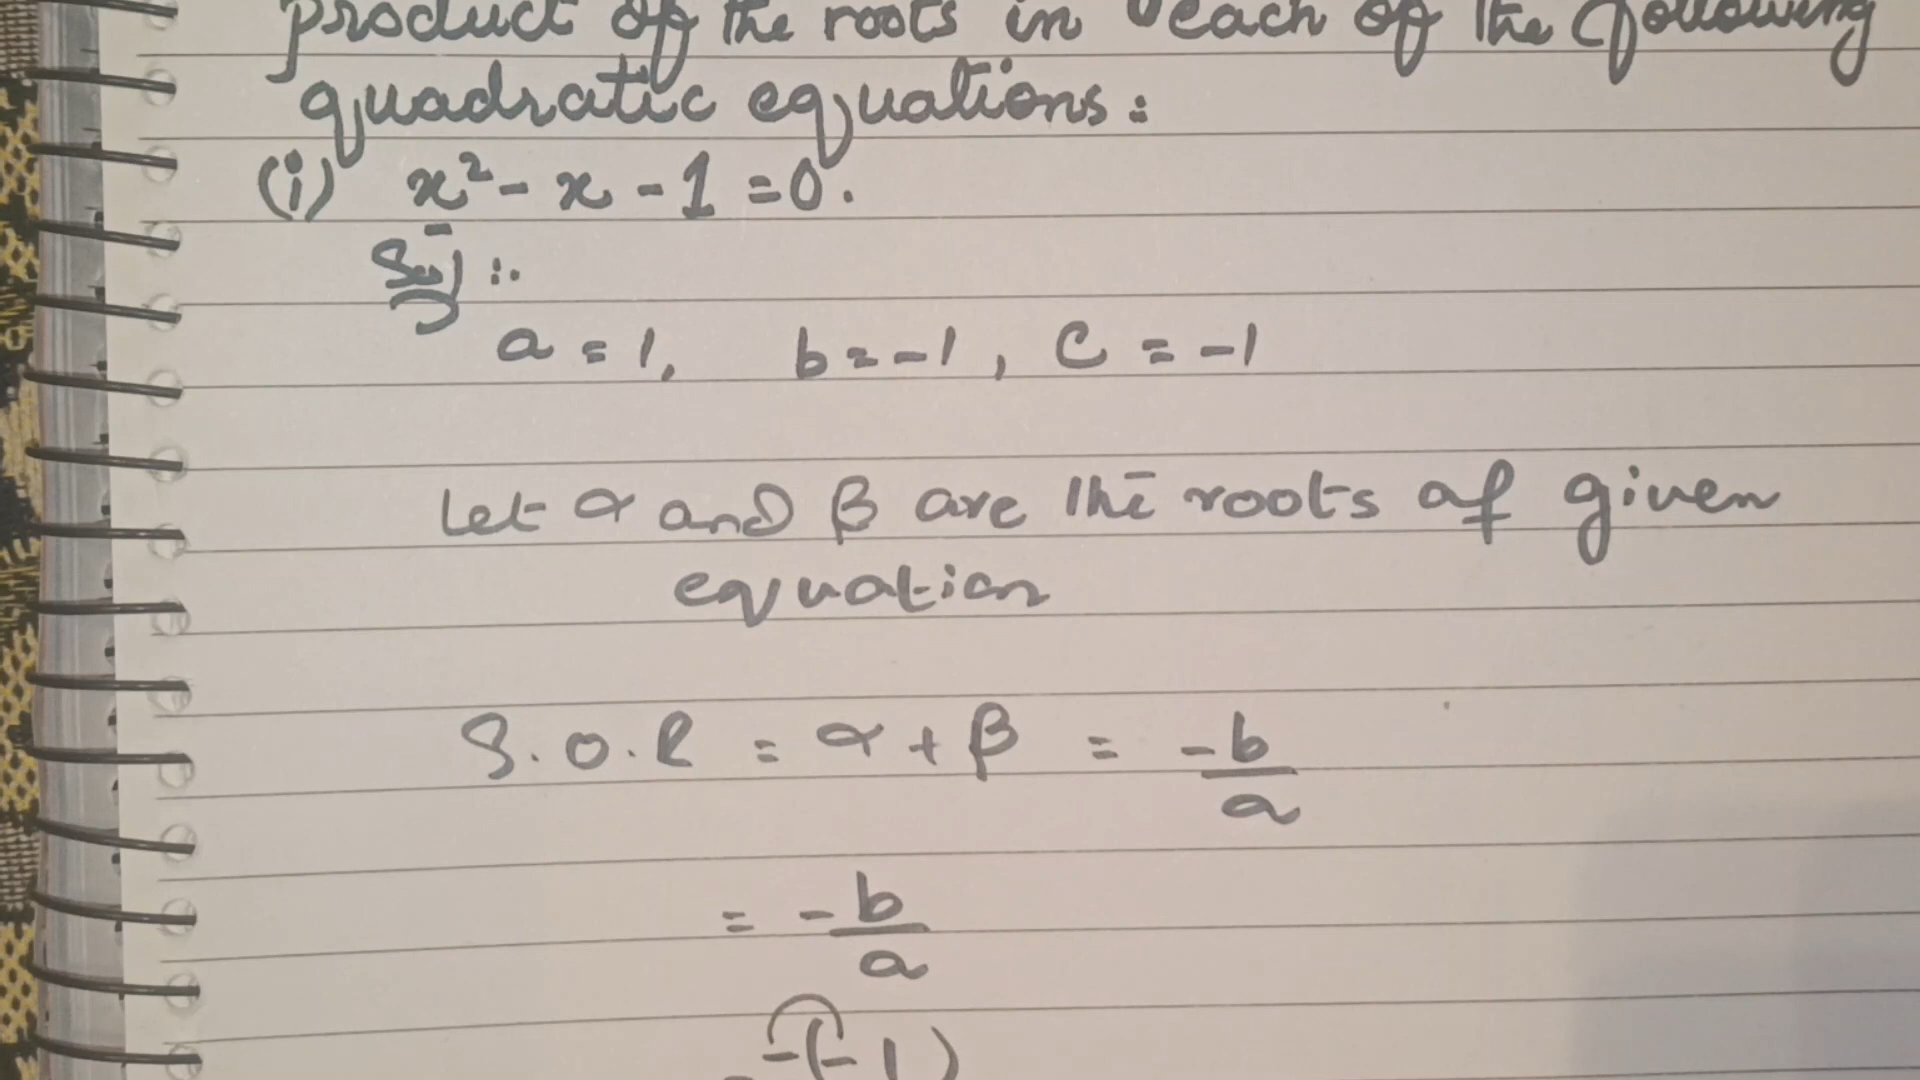 product of the roots in each of the following
quadratic equations:
(i) x² - x - 1 = 0.
Sol :.
a = 1, b = -1, C = -1
Let α and β are the roots of given
equation
S.O.R = α + β = -b/a
= -b/a
= -(-1)